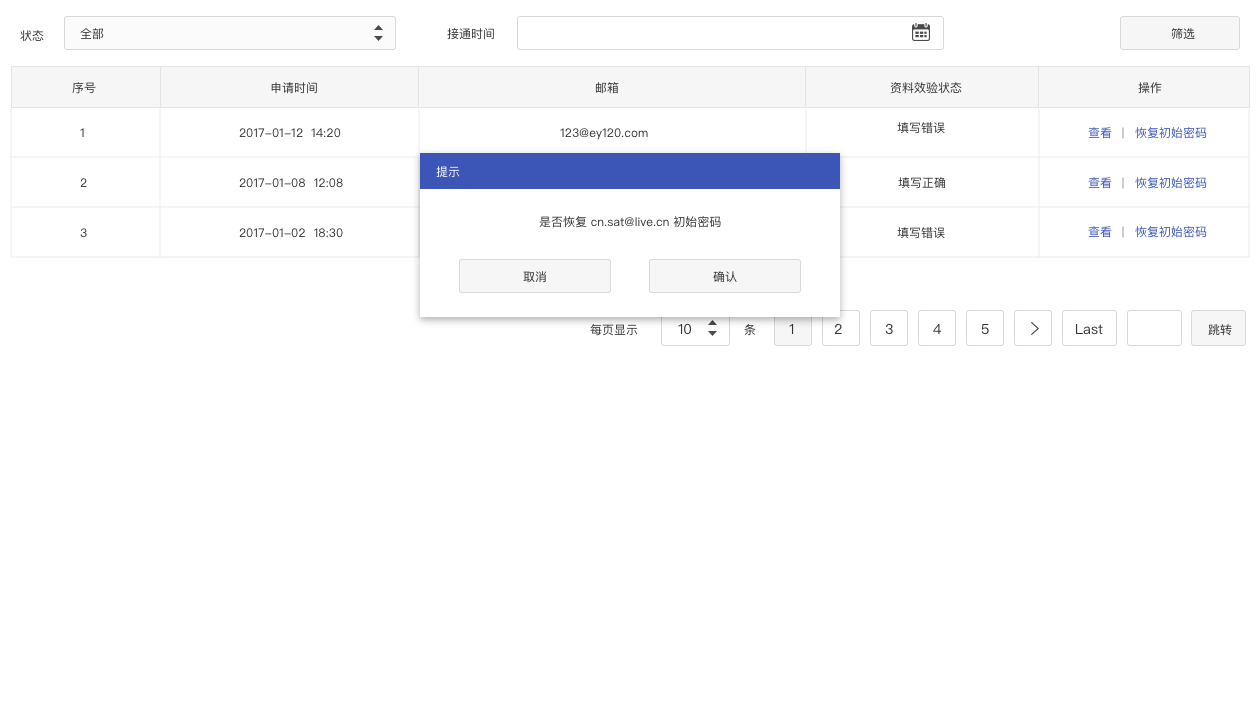 状态 全部 接通时间 筛选
序号 申请时间 邮箱 资料效验状态 操作
1 2017-01-12 14:20 123@ey120.com 填写错误 查看 | 恢复初始密码
提示
2 2017-01-08 12:08 填写正确 查看 | 恢复初始密码
是否恢复 cn.sat@live.cn 初始密码
3 2017-01-02 18:30 填写错误 查看 | 恢复初始密码
取消 确认
每页显示 10 条 1 2 3 4 5 > Last 跳转